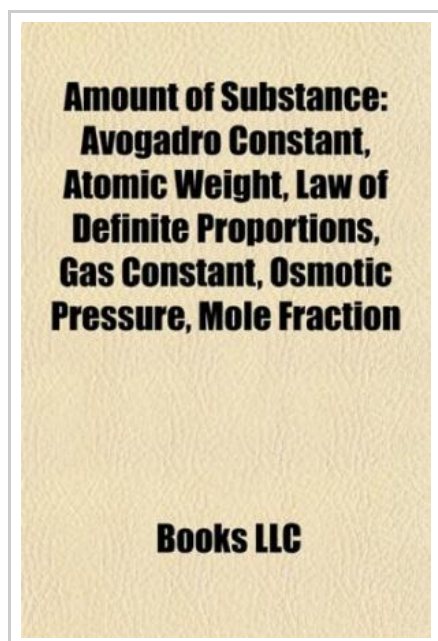 Amount of Substance:
Avogadro Constant,
Atomic Weight, Law of
Definite Proportions,
Gas Constant, Osmotic
Pressure, Mole Fraction
Books LLC